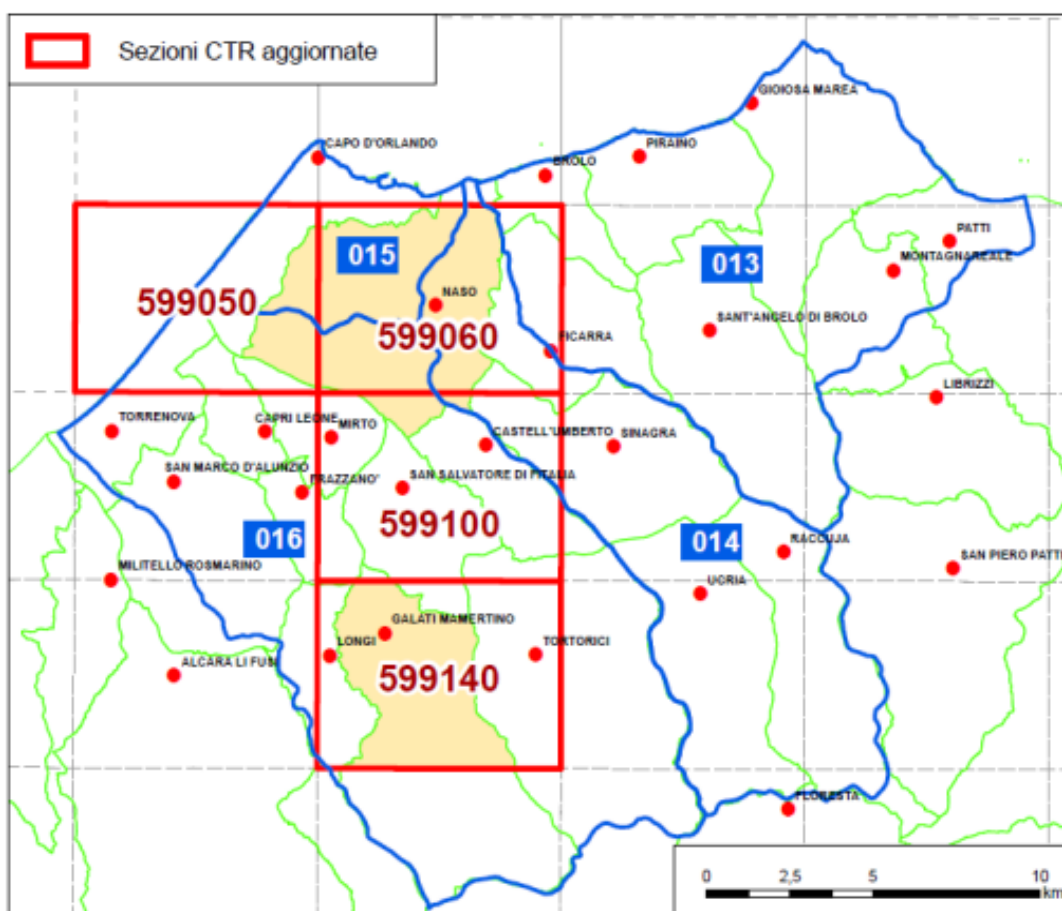 Sezioni CTR aggiornate
GIOIOSA MAREA
CAPO D'ORLANDO
PIRAINO
BROLO
PATTI
015
013
MONTAGNAREALE
599050
NASO
SANT'ANGELO DI BROLO
599060
FICARRA
LIBRIZZI
TORRENOVA
CAPRI LEONE
MIRTO
CASTELL'UMBERTO
SINAGRA
SAN MARCO D'ALUNZIO
SAN SALVATORE DI FITALIA
FRAZZANO'
599100
016
014
RACCUJA
SAN PIERO PATTI
MILITELLO ROSMARINO
UCRIA
GALATI MAMERTINO
LONGI
TORTORICI
ALCARA LI FUSI
599140
FLORESTA
0 2,5 5 10
km